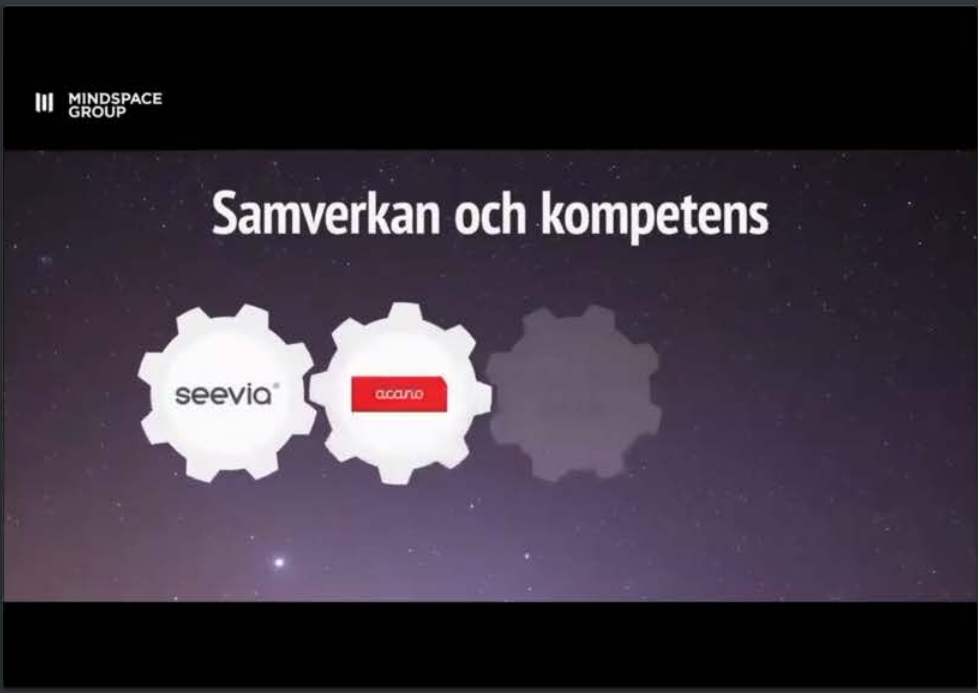 MINDSPACE
GROUP
Samverkan och kompetens
seevia®
acano